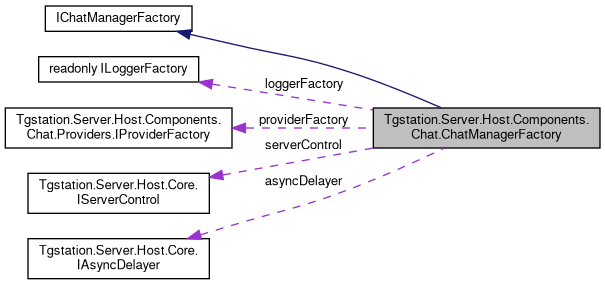 IChatManagerFactory
readonly ILoggerFactory
loggerFactory
Tgstation.Server.Host.Components.
Chat.Providers.IProviderFactory
providerFactory
Tgstation.Server.Host.Components.
Chat.ChatManagerFactory
serverControl
Tgstation.Server.Host.Core.
IServerControl
asyncDelayer
Tgstation.Server.Host.Core.
IAsyncDelayer